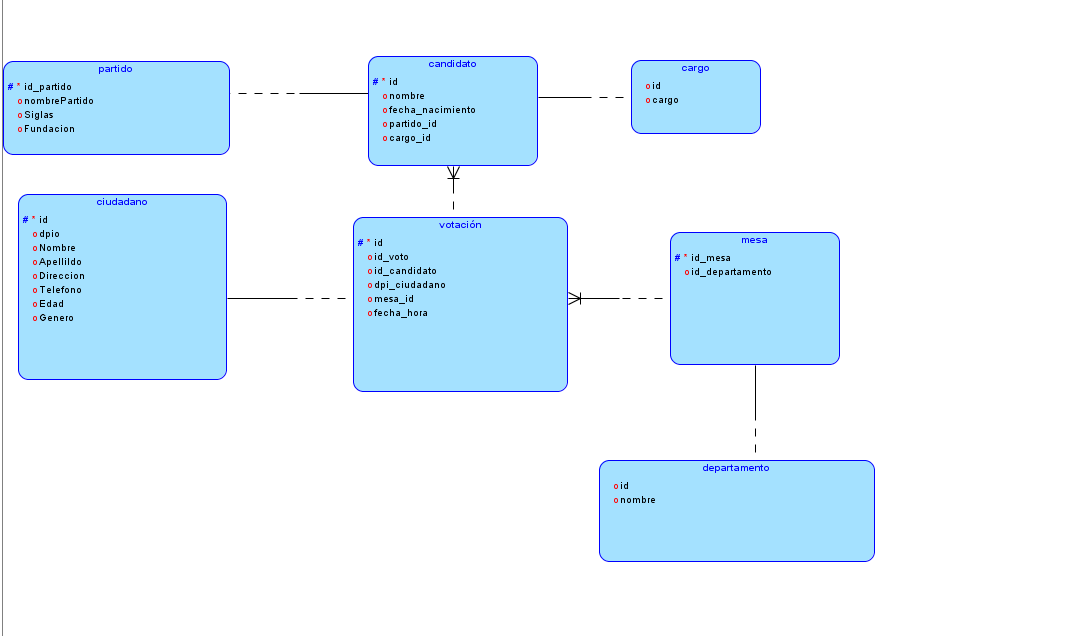 partido
# * id_partido
o nombrePartido
o Siglas
o Fundacion
candidato
# * id
o nombre
o fecha_nacimiento
o partido_id
o cargo_id
cargo
o id
o cargo
ciudadano
# * id
o dpio
o Nombre
o Apellildo
o Direccion
o Telefono
o Edad
o Genero
votación
# * id
o id_voto
o id_candidato
o dpi_ciudadano
o mesa_id
o fecha_hora
mesa
# * id_mesa
o id_departamento
departamento
o id
o nombre